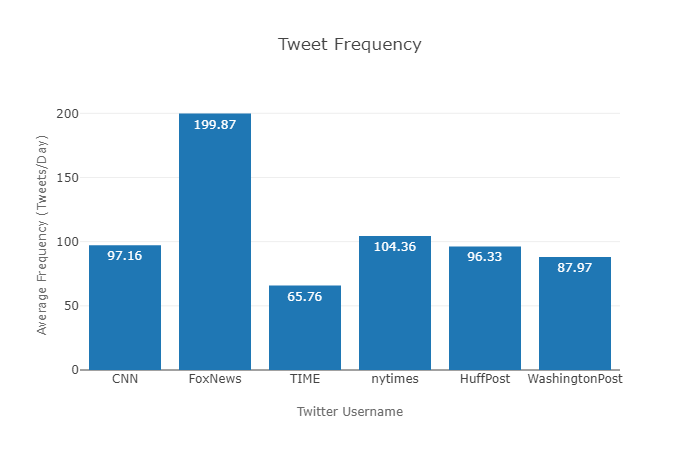 Tweet Frequency
Average Frequency (Tweets/Day)
200
150
100
50
0
97.16
199.87
65.76
104.36
96.33
87.97
CNN
FoxNews
TIME
nytimes
HuffPost
WashingtonPost
Twitter Username